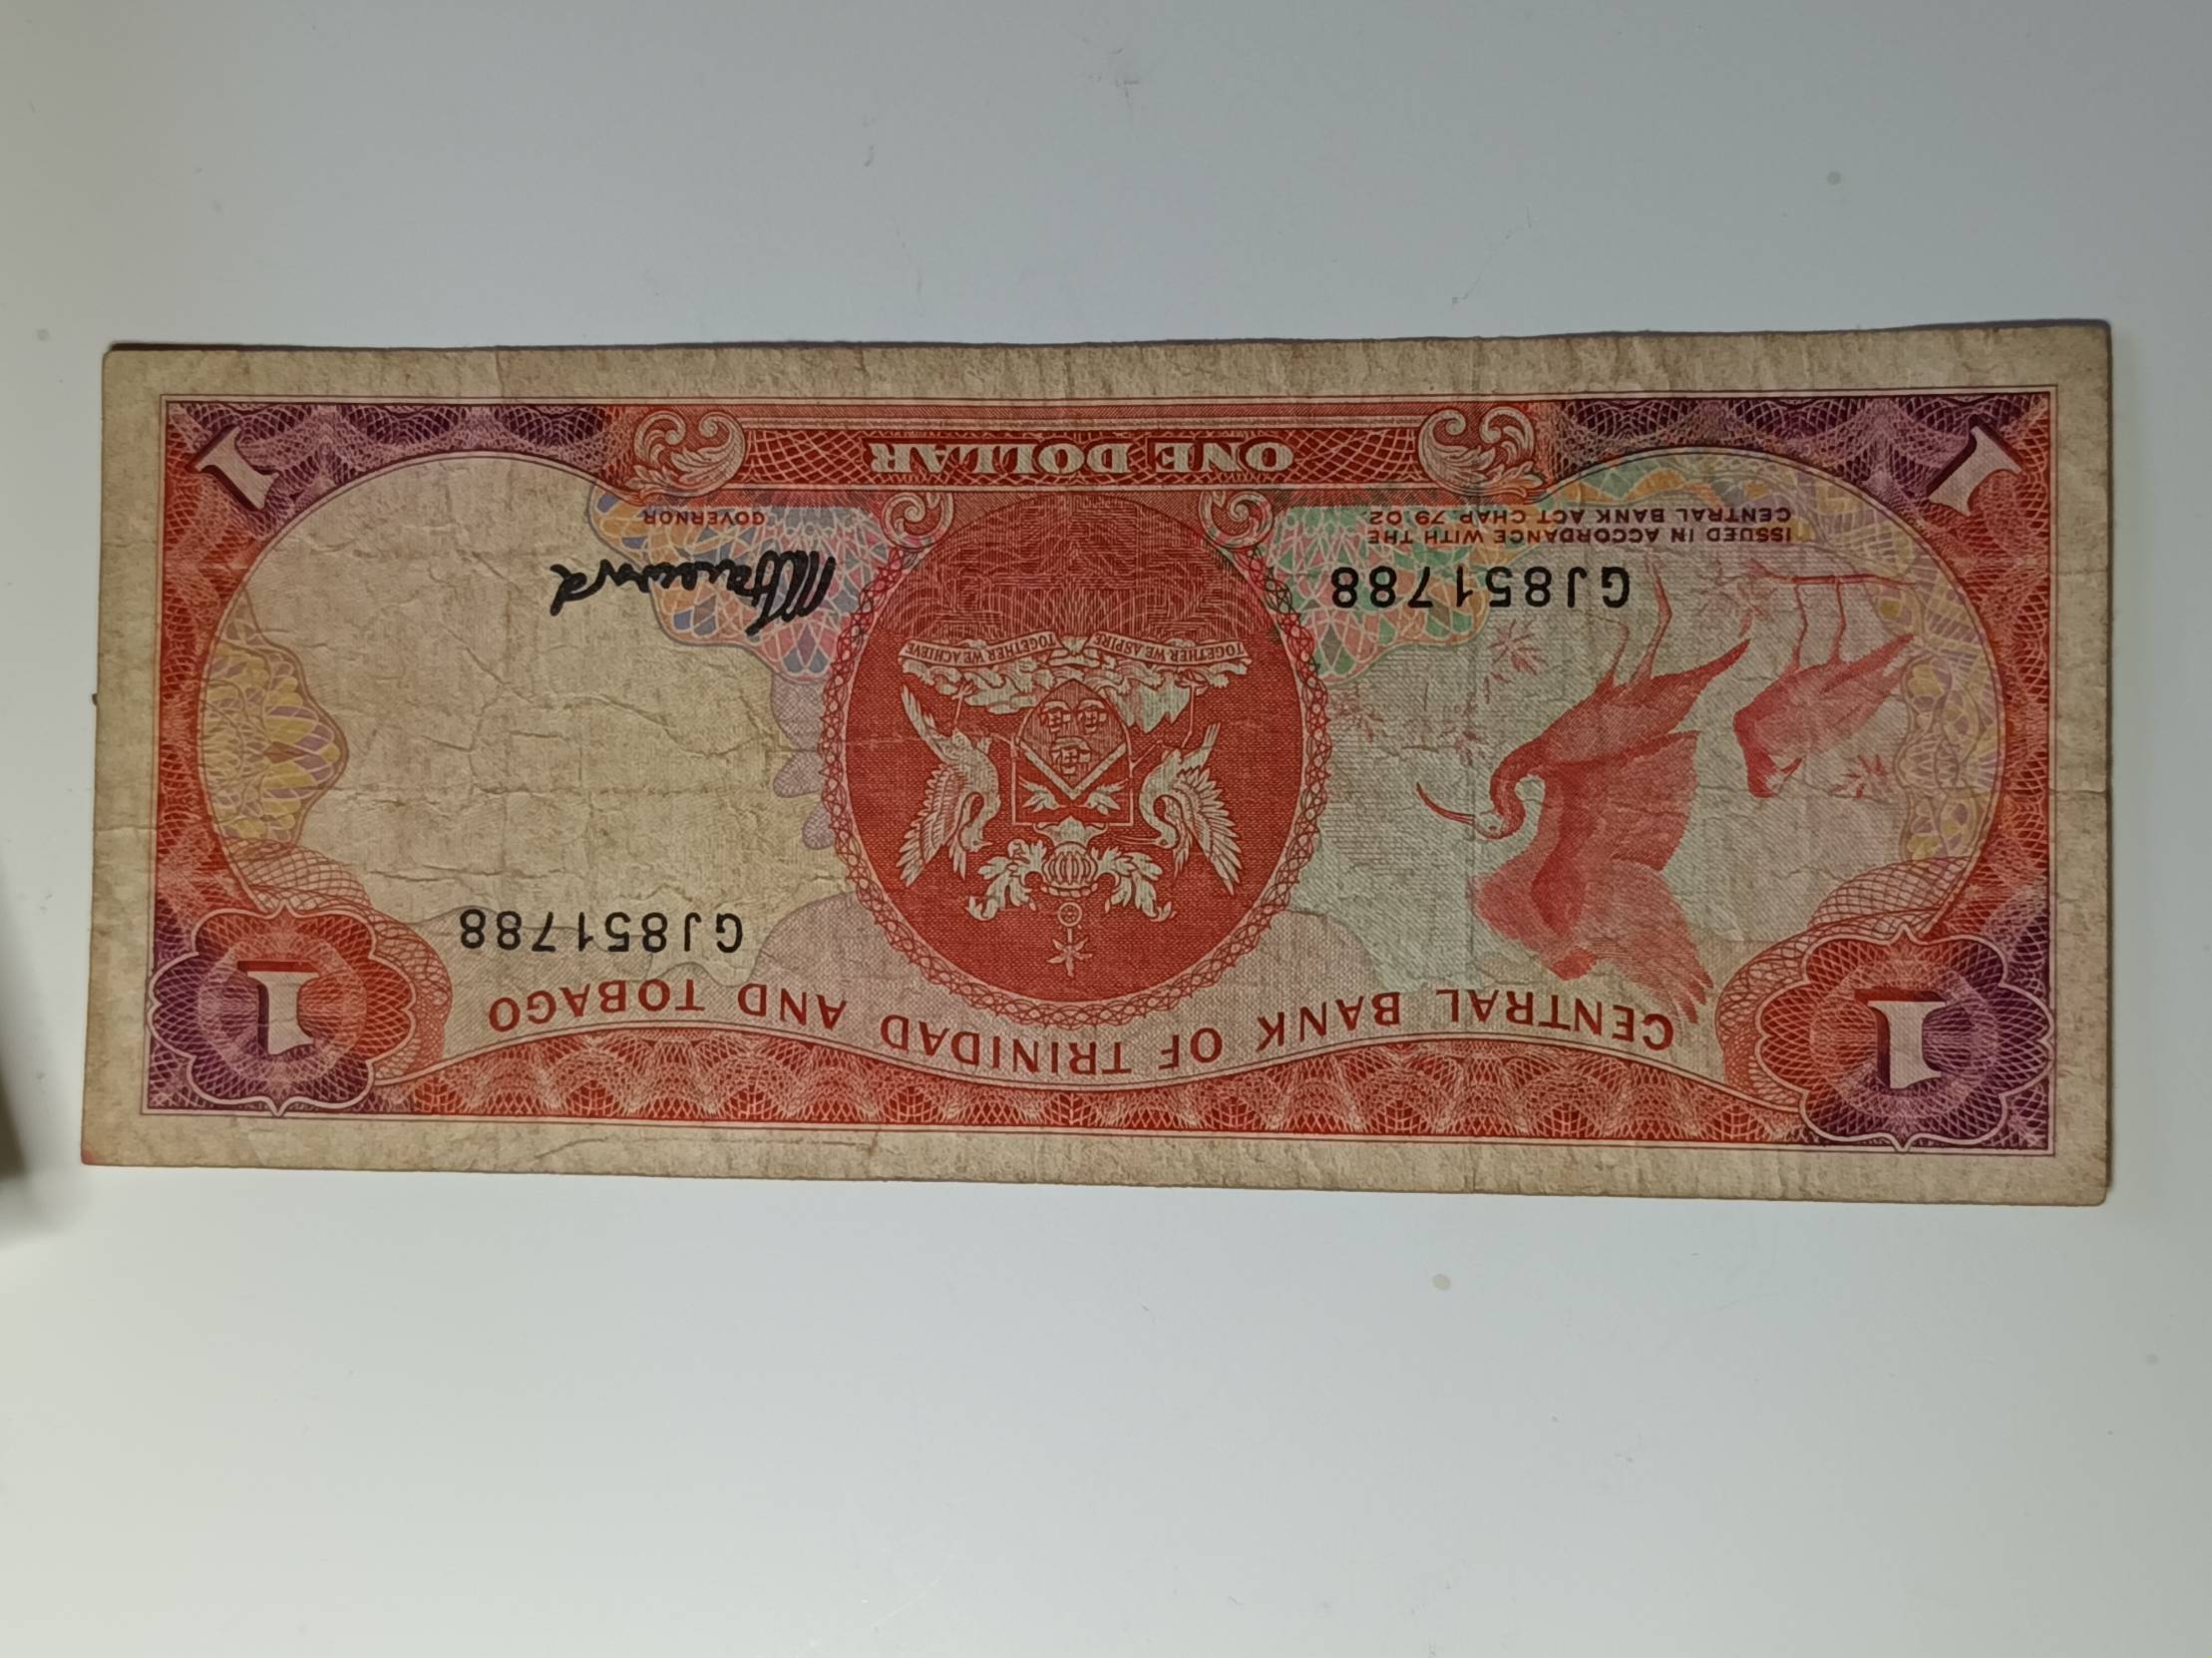 1
1
CENTRAL BANK OF TRINIDAD AND TOBAGO
GJ851788
TOGETHER WE ASPIRE TOGETHER WE ACHIEVE
GJ851788
ISSUED IN ACCORDANCE WITH THE
CENTRAL BANK ACT CHAP. 79.02
GOVERNOR
1
ONE DOLLAR
1